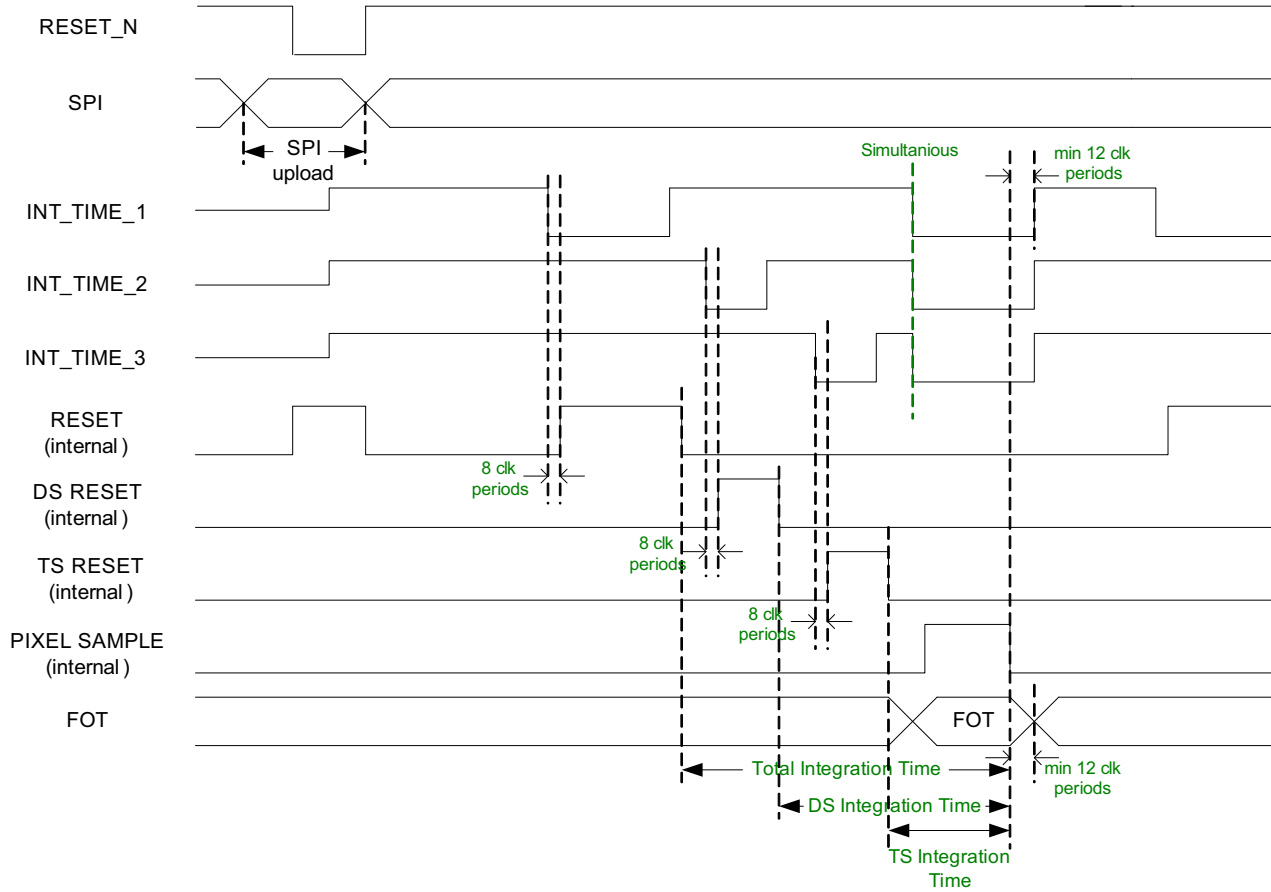 RESET_N
SPI
SPI
upload
Simultanious
min 12 clk
periods
INT_TIME_1
INT_TIME_2
INT_TIME_3
RESET
(internal )
8 clk
periods
DS RESET
(internal )
8 clk
periods
TS RESET
(internal )
8 clk
periods
PIXEL SAMPLE
(internal )
FOT
FOT
Total Integration Time
min 12 clk
periods
DS Integration Time
TS Integration
Time